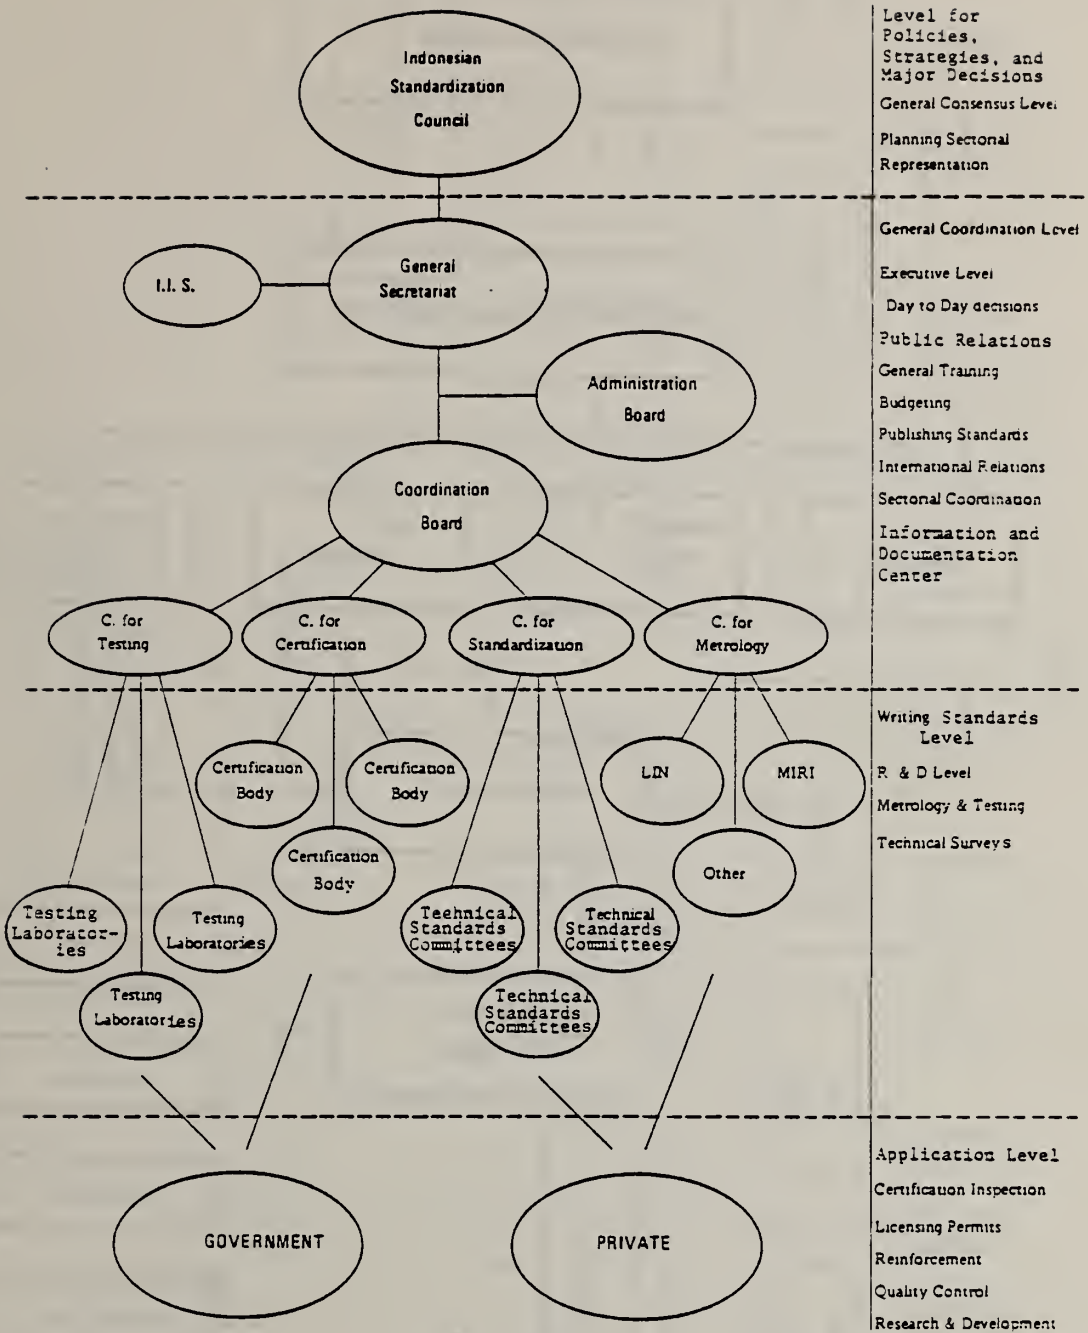 Indonesian
Standardization
Council
Level for
Policies,
Strategies, and
Major Decisions
General Consensus Level
Planning Sectorial
Representation
General
Secretariat
I.I. S.
Administration
Board
Coordination
Board
C. for
Testing
C. for
Certification
C. for
Standardization
C. for
Metrology
General Coordination Level
Executive Level
Day to Day decisions
Public Relations
General Training
Budgeting
Publishing Standards
International Relations
Sectorial Coordination
Information and
Documentation
Center
Certification
Body
Certification
Body
Certification
Body
LIN
MIRI
Other
Testing
Laborator-
ies
Testing
Laboratories
Testing
Laboratories
Technical
Standards
Committees
Technical
Standards
Committees
Technical
Standards
Committees
Writing Standards
Level
R & D Level
Metrology & Testing
Technical Surveys
GOVERNMENT
PRIVATE
Application Level
Certification Inspection
Licensing Permits
Reinforcement
Quality Control
Research & Development